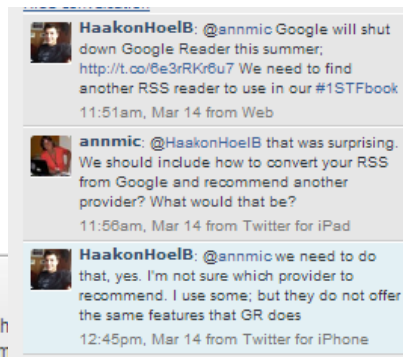 HaakonHoelB: @annmic Google will shut
down Google Reader this summer;
http://t.co/6e3rRKr6u7 We need to find
another RSS reader to use in our #1STFbook
11:51am, Mar 14 from Web
annmic: @HaakonHoelB that was surprising.
We should include how to convert your RSS
from Google and recommend another
provider? What would that be?
11:56am, Mar 14 from Twitter for iPad
HaakonHoelB: @annmic we need to do
that, yes. I'm not sure which provider to
recommend. I use some; but they do not offer
the same features that GR does
12:45pm, Mar 14 from Twitter for iPhone